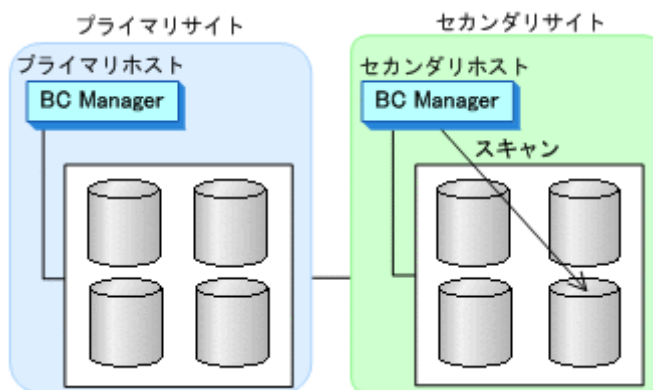 プライマリサイト
プライマリホスト
BC Manager
セカンダリサイト
セカンダリホスト
BC Manager
スキャン